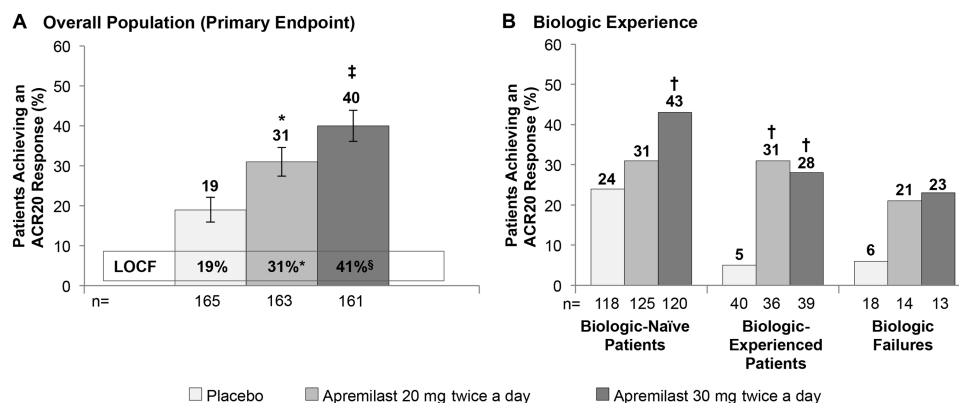 A Overall Population (Primary Endpoint)
Patients Achieving an
ACR20 Response (%)
60
50
40
30
20
10
0
19
*
31
‡
40
LOCF 19% 31%* 41%§
n= 165 163 161
B Biologic Experience
Patients Achieving an
ACR20 Response (%)
60
50
40
30
20
10
0
24
31
†
43
5
†
31
†
28
6
21
23
n= 118 125 120 40 36 39 18 14 13
Biologic-Naïve
Patients
Biologic-
Experienced
Patients
Biologic
Failures
Placebo Apremilast 20 mg twice a day Apremilast 30 mg twice a day